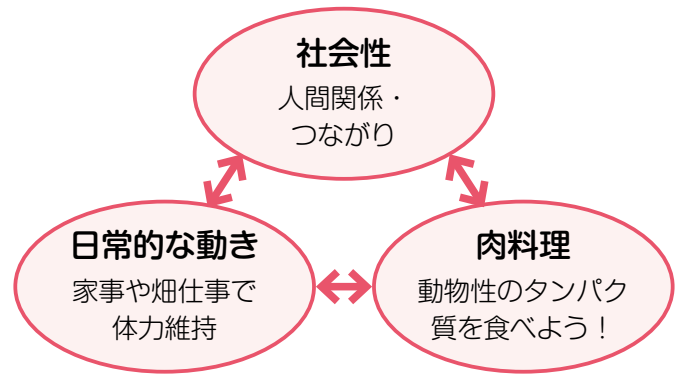 社会性
人間関係・
つながり
日常的な動き
家事や畑仕事で
体力維持
肉料理
動物性のタンパク
質を食べよう！